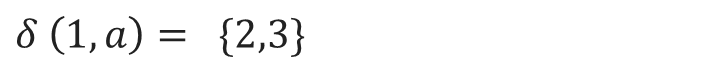 δ (1, a) = {2,3}